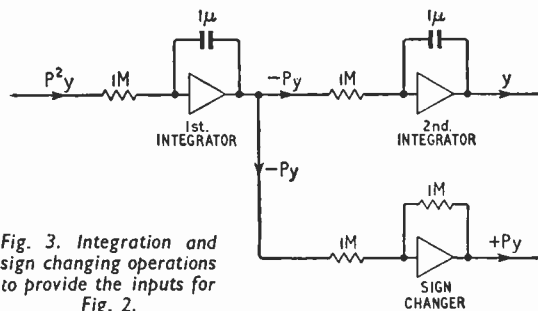 1μ
1μ
P²y
1M
-Py
1M
y
1st.
INTEGRATOR
2nd.
INTEGRATOR
-Py
1M
1M
+Py
SIGN
CHANGER
Fig. 3. Integration and
sign changing operations
to provide the inputs for
Fig. 2.